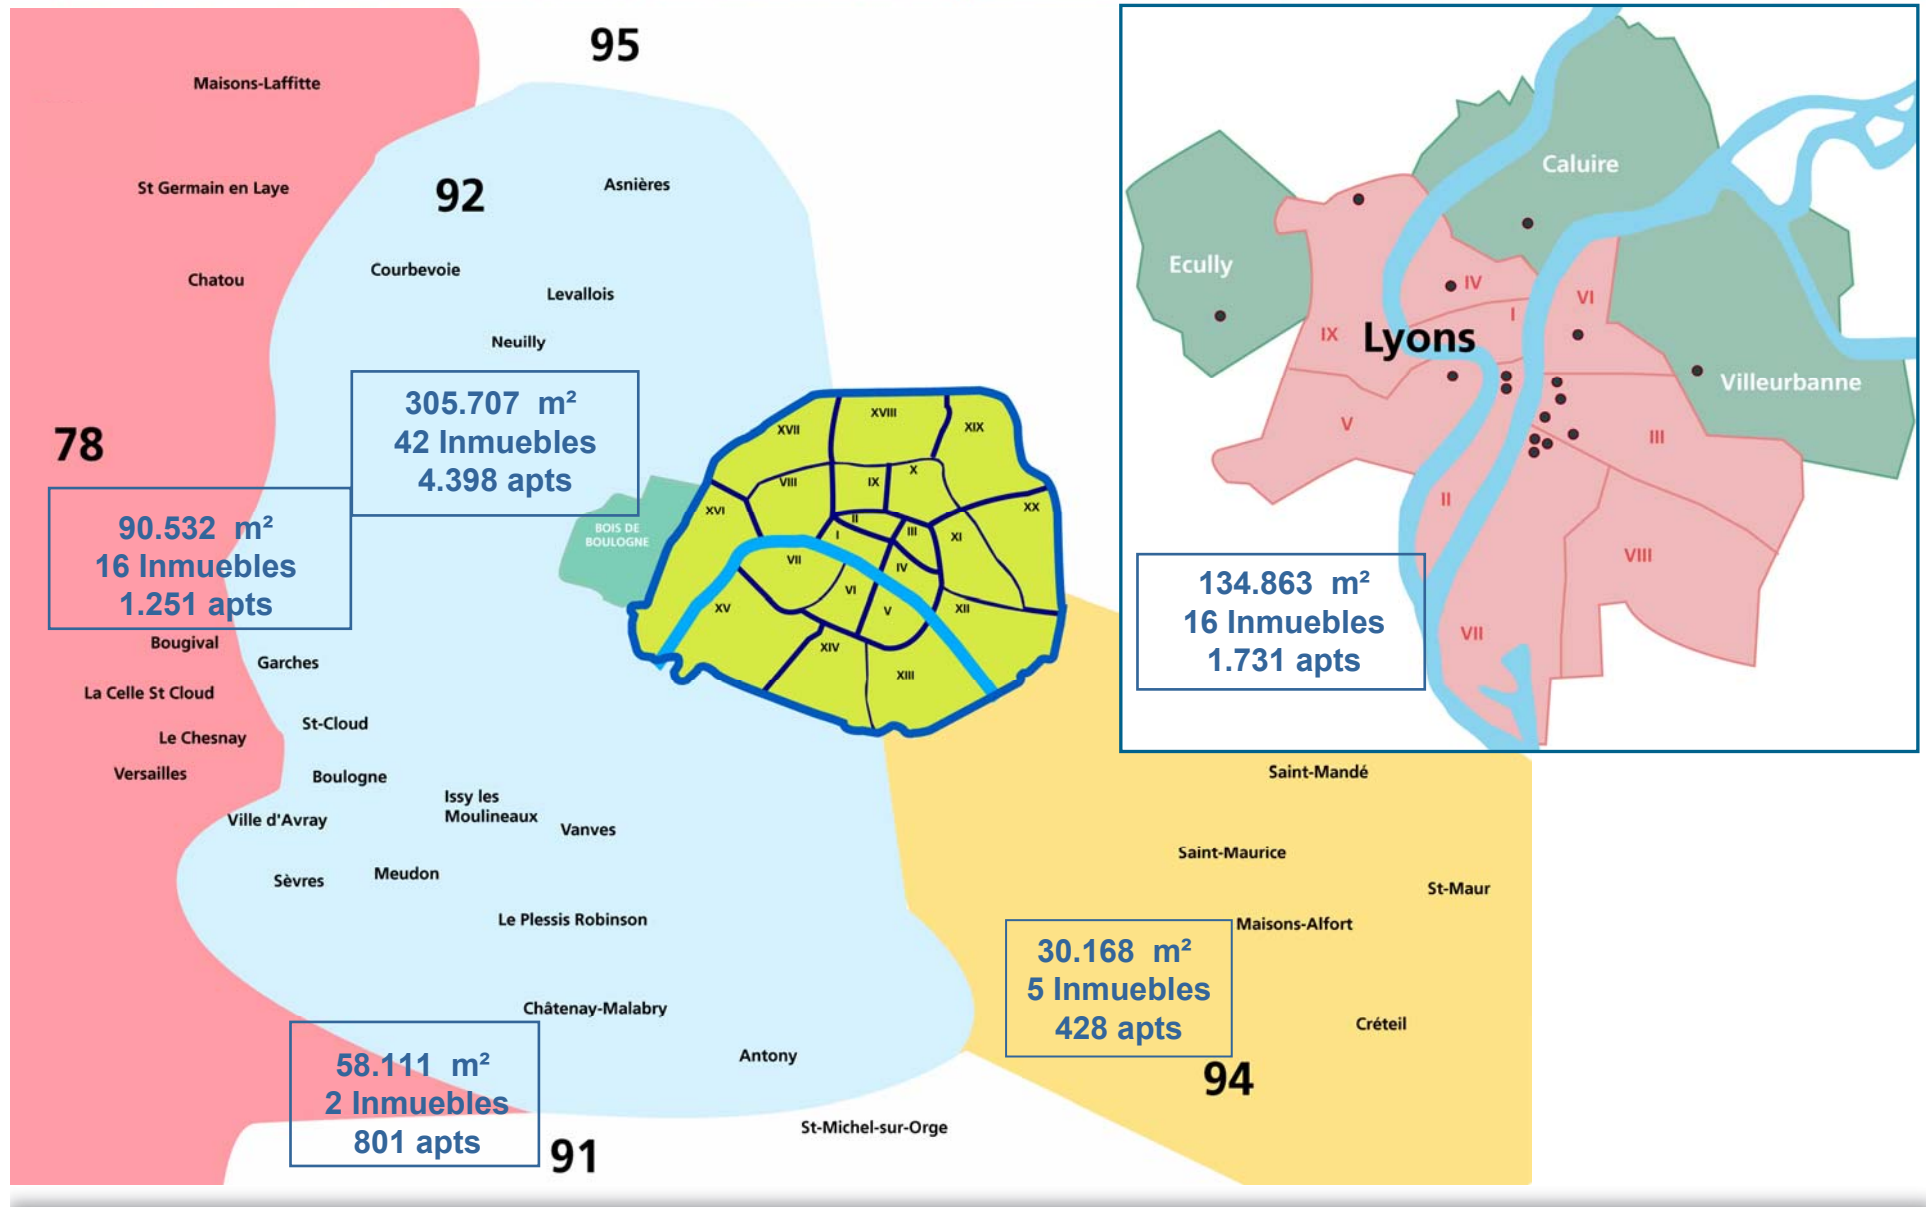 95
Maisons-Laffitte
St Germain en Laye
92
Asnières
Chatou
Courbevoie
Levallois
Neuilly
305.707 m²
42 Inmuebles
4.398 apts
78
90.532 m²
16 Inmuebles
1.251 apts
BOIS DE
BOULOGNE
XVII
XVIII
XIX
VIII
IX
X
XVI
II
I
III
XI
XX
VII
IV
VI
V
XV
XII
XIV
XIII
Bougival
Garches
La Celle St Cloud
St-Cloud
Le Chesnay
Versailles
Boulogne
Issy les
Moulineaux
Ville d'Avray
Vanves
Sèvres
Meudon
Le Plessis Robinson
Châtenay-Malabry
Antony
58.111 m²
2 Inmuebles
801 apts
91
St-Michel-sur-Orge
Caluire
Ecully
IV
VI
I
IX
Lyons
Villeurbanne
V
III
II
VIII
VII
134.863 m²
16 Inmuebles
1.731 apts
Saint-Mandé
Saint-Maurice
St-Maur
Maisons-Alfort
30.168 m²
5 Inmuebles
428 apts
Créteil
94